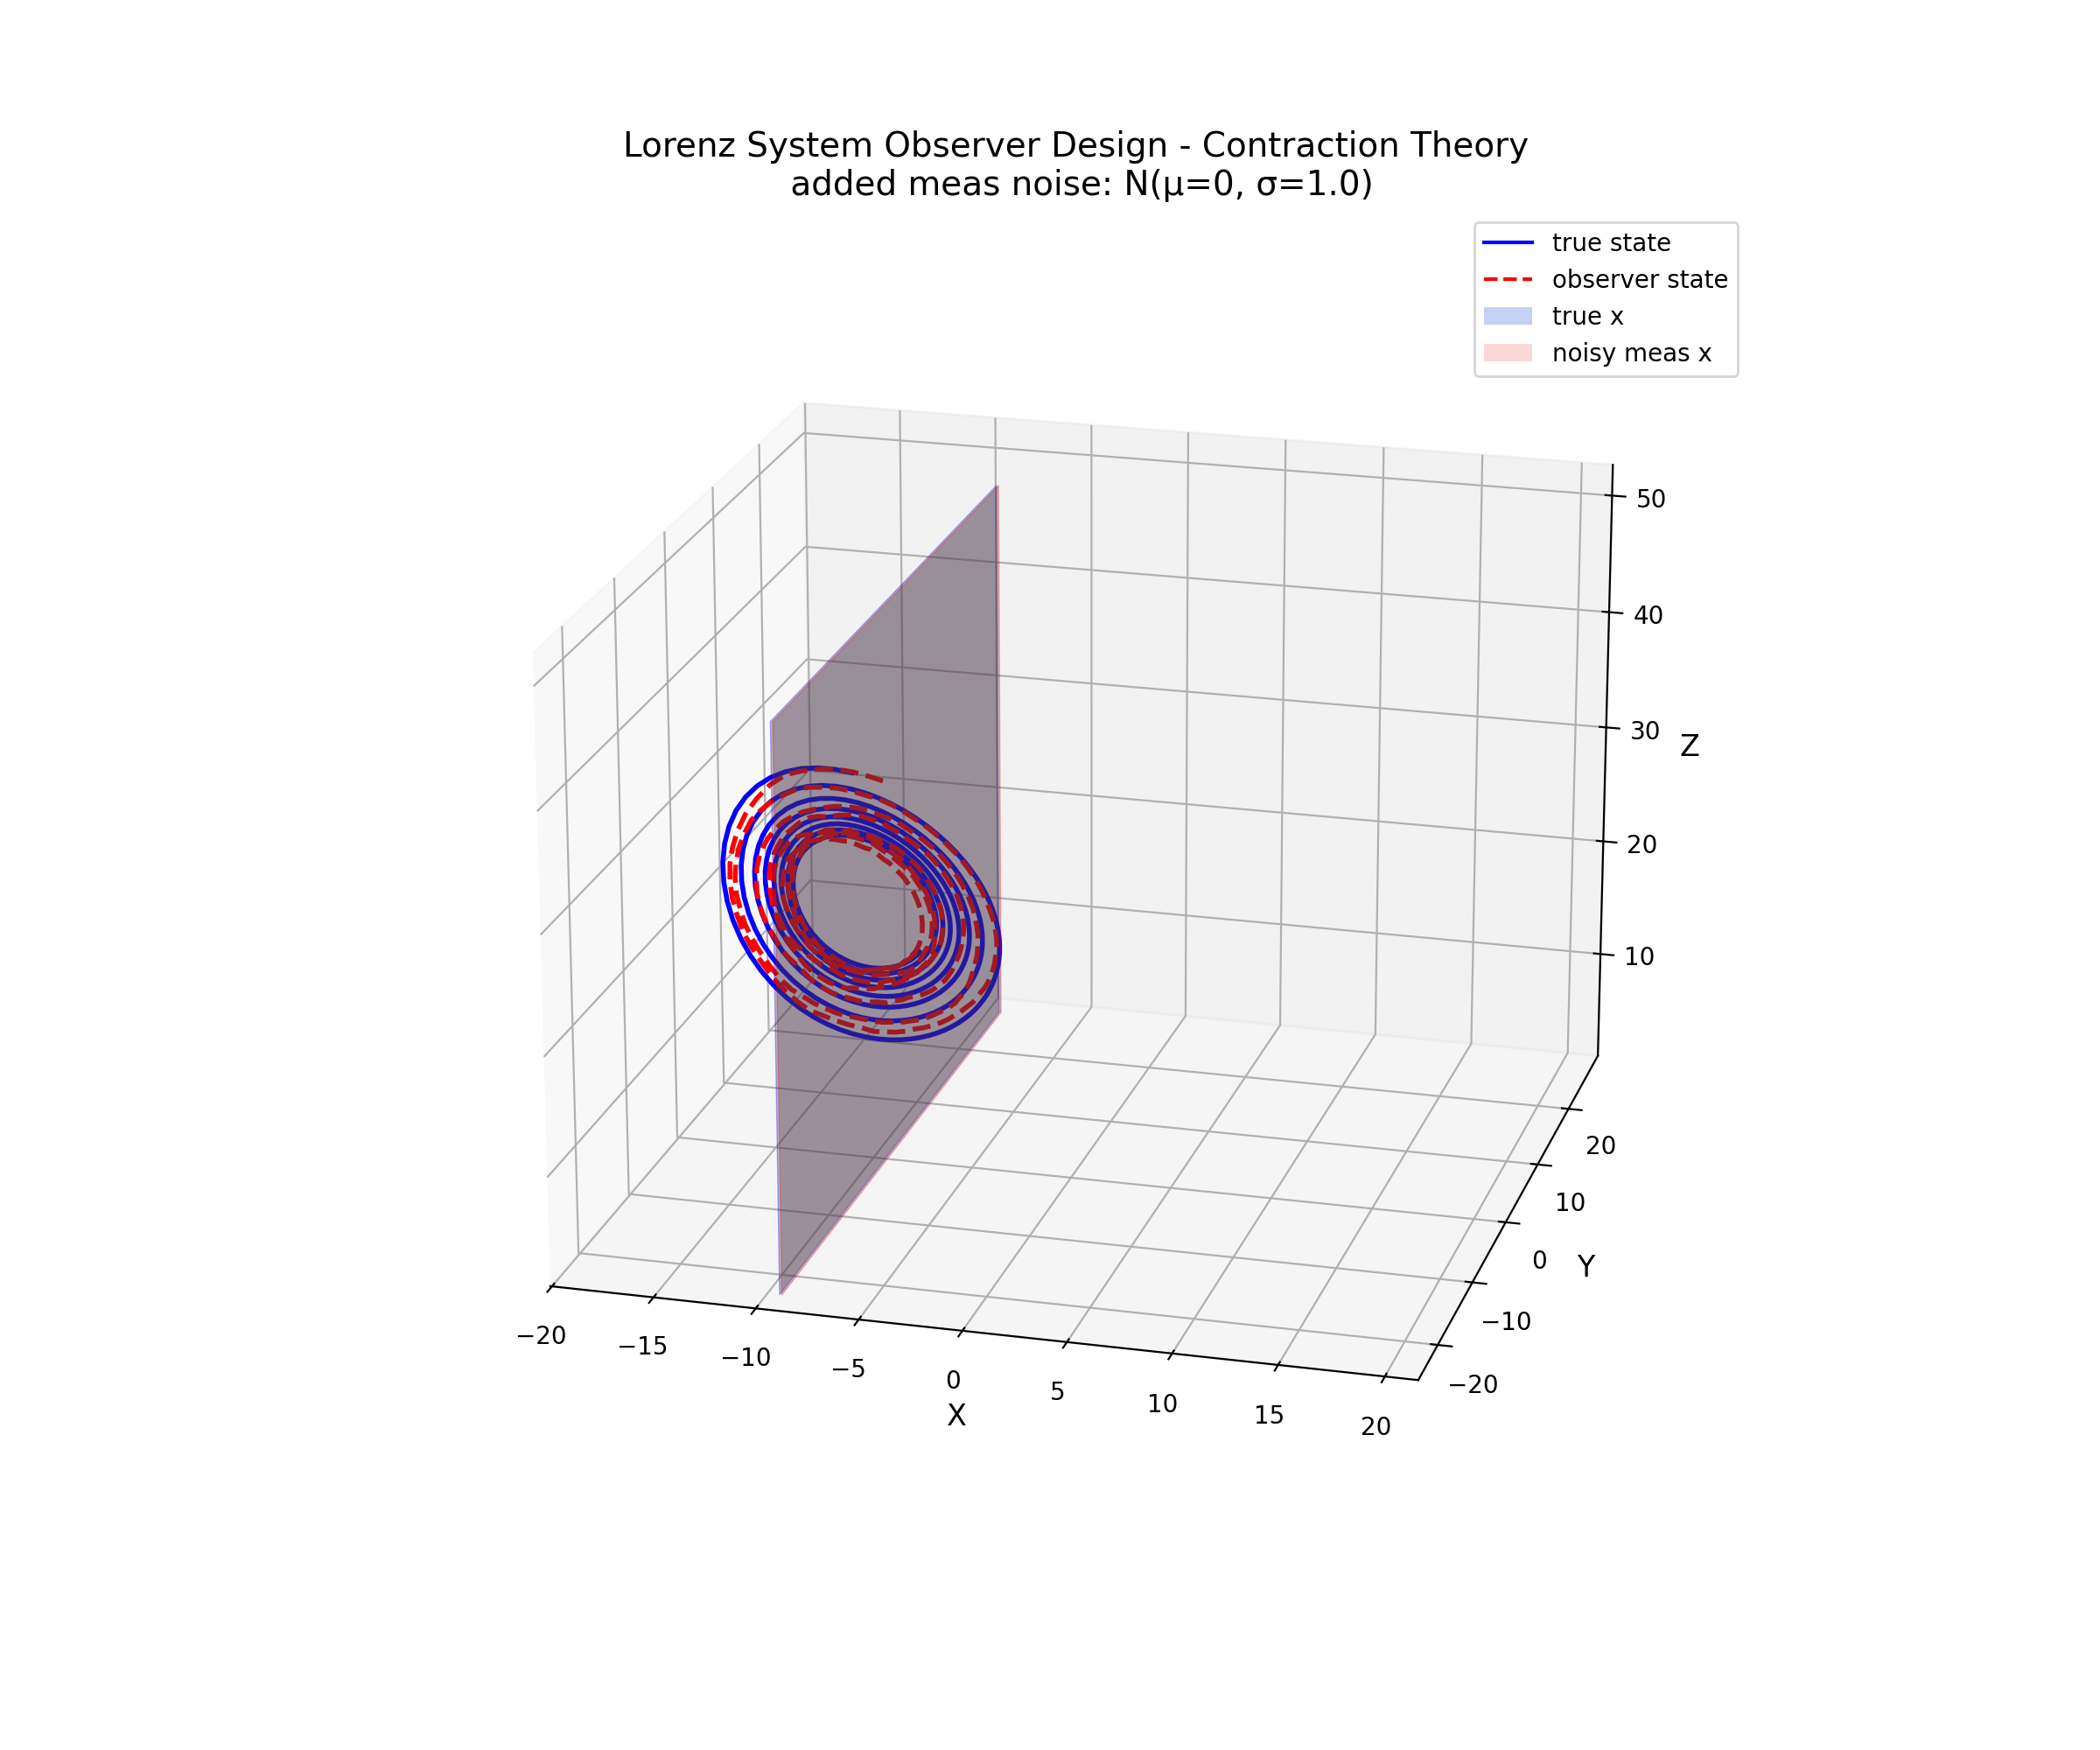 Lorenz System Observer Design - Contraction Theory
added meas noise: N(μ=0, σ=1.0)
true state
observer state
true x
noisy meas x
50
40
30
Z
20
10
20
10
0
Y
−10
−20
−20
−15
−10
−5
0
5
10
15
20
X